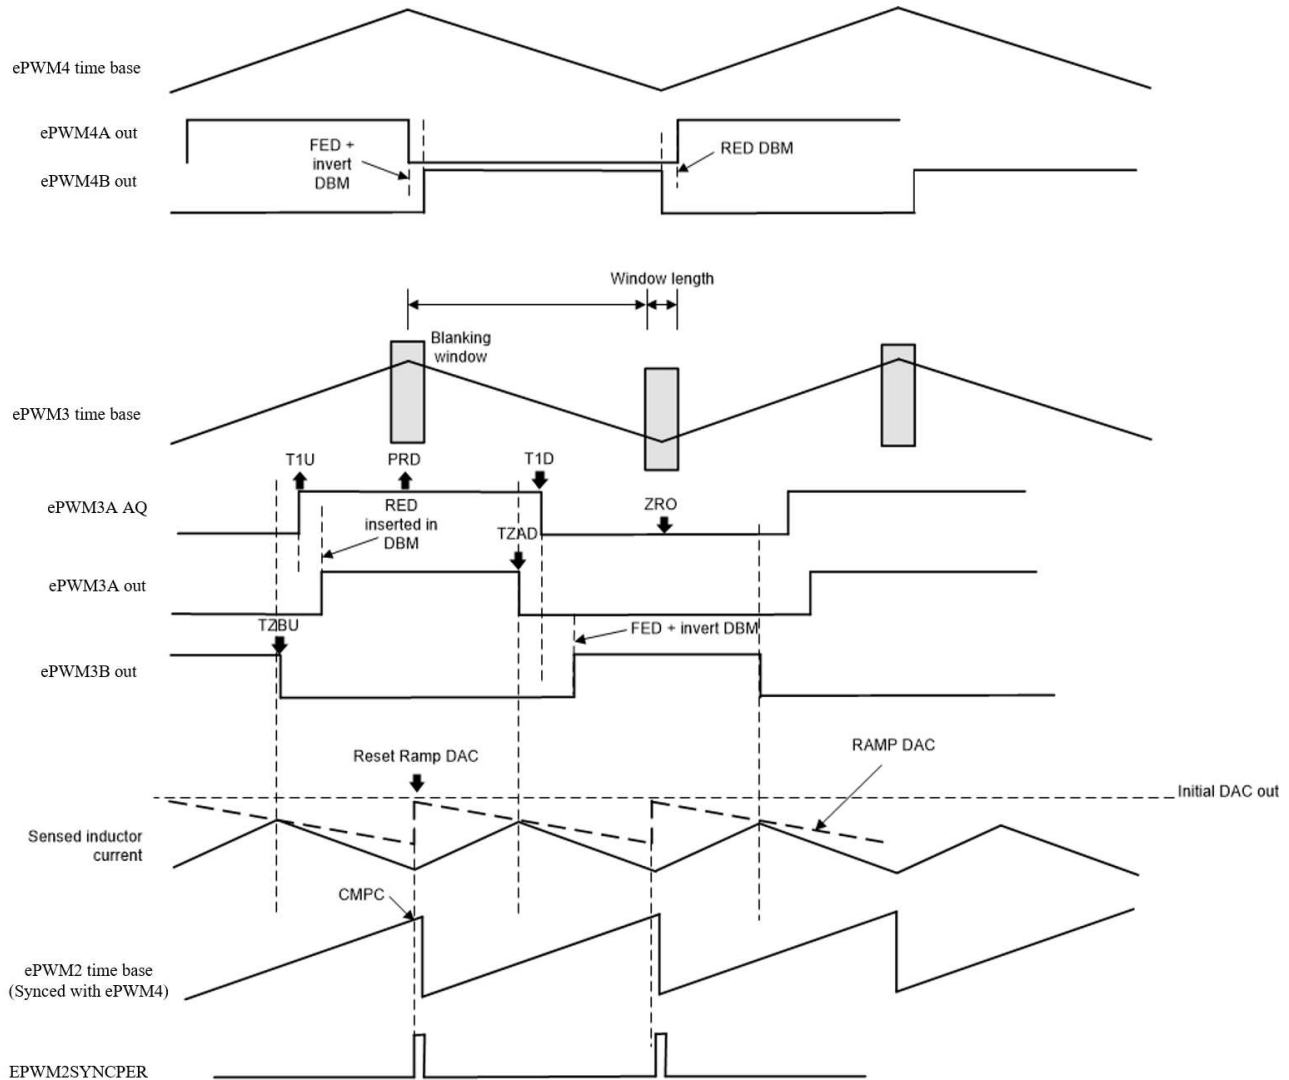 ePWM4 time base
ePWM4A out
FED +
invert
DBM
RED DBM
ePWM4B out
Window length
Blanking
window
ePWM3 time base
T1U
PRD
T1D
ePWM3A AQ
RED
inserted in
DBM
ZRO
TZAD
ePWM3A out
TZBU
FED + invert DBM
ePWM3B out
Reset Ramp DAC
RAMP DAC
Initial DAC out
Sensed inductor
current
CMPC
ePWM2 time base
(Synced with ePWM4)
EPWM2SYNCPER